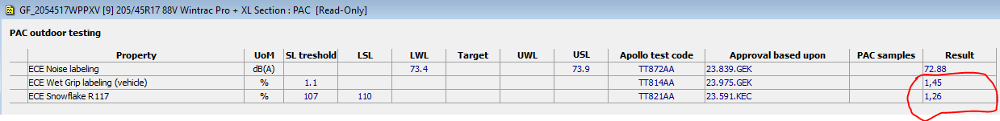 GF_2054517WPPXV [9] 205/45R17 88V Wintrac Pro + XL Section : PAC [Read-Only]
PAC outdoor testing
Property UoM SL treshold LSL LWL Target UWL USL Apollo test code Approval based upon PAC samples Result
ECE Noise labeling dB(A) 73.4 73.9 TT872AA 23.839.GEK 72.88
ECE Wet Grip labeling (vehicle) % 1.1 TT814AA 23.975.GEK 1,45
ECE Snowflake R117 % 107 110 TT821AA 23.591.KEC 1,26